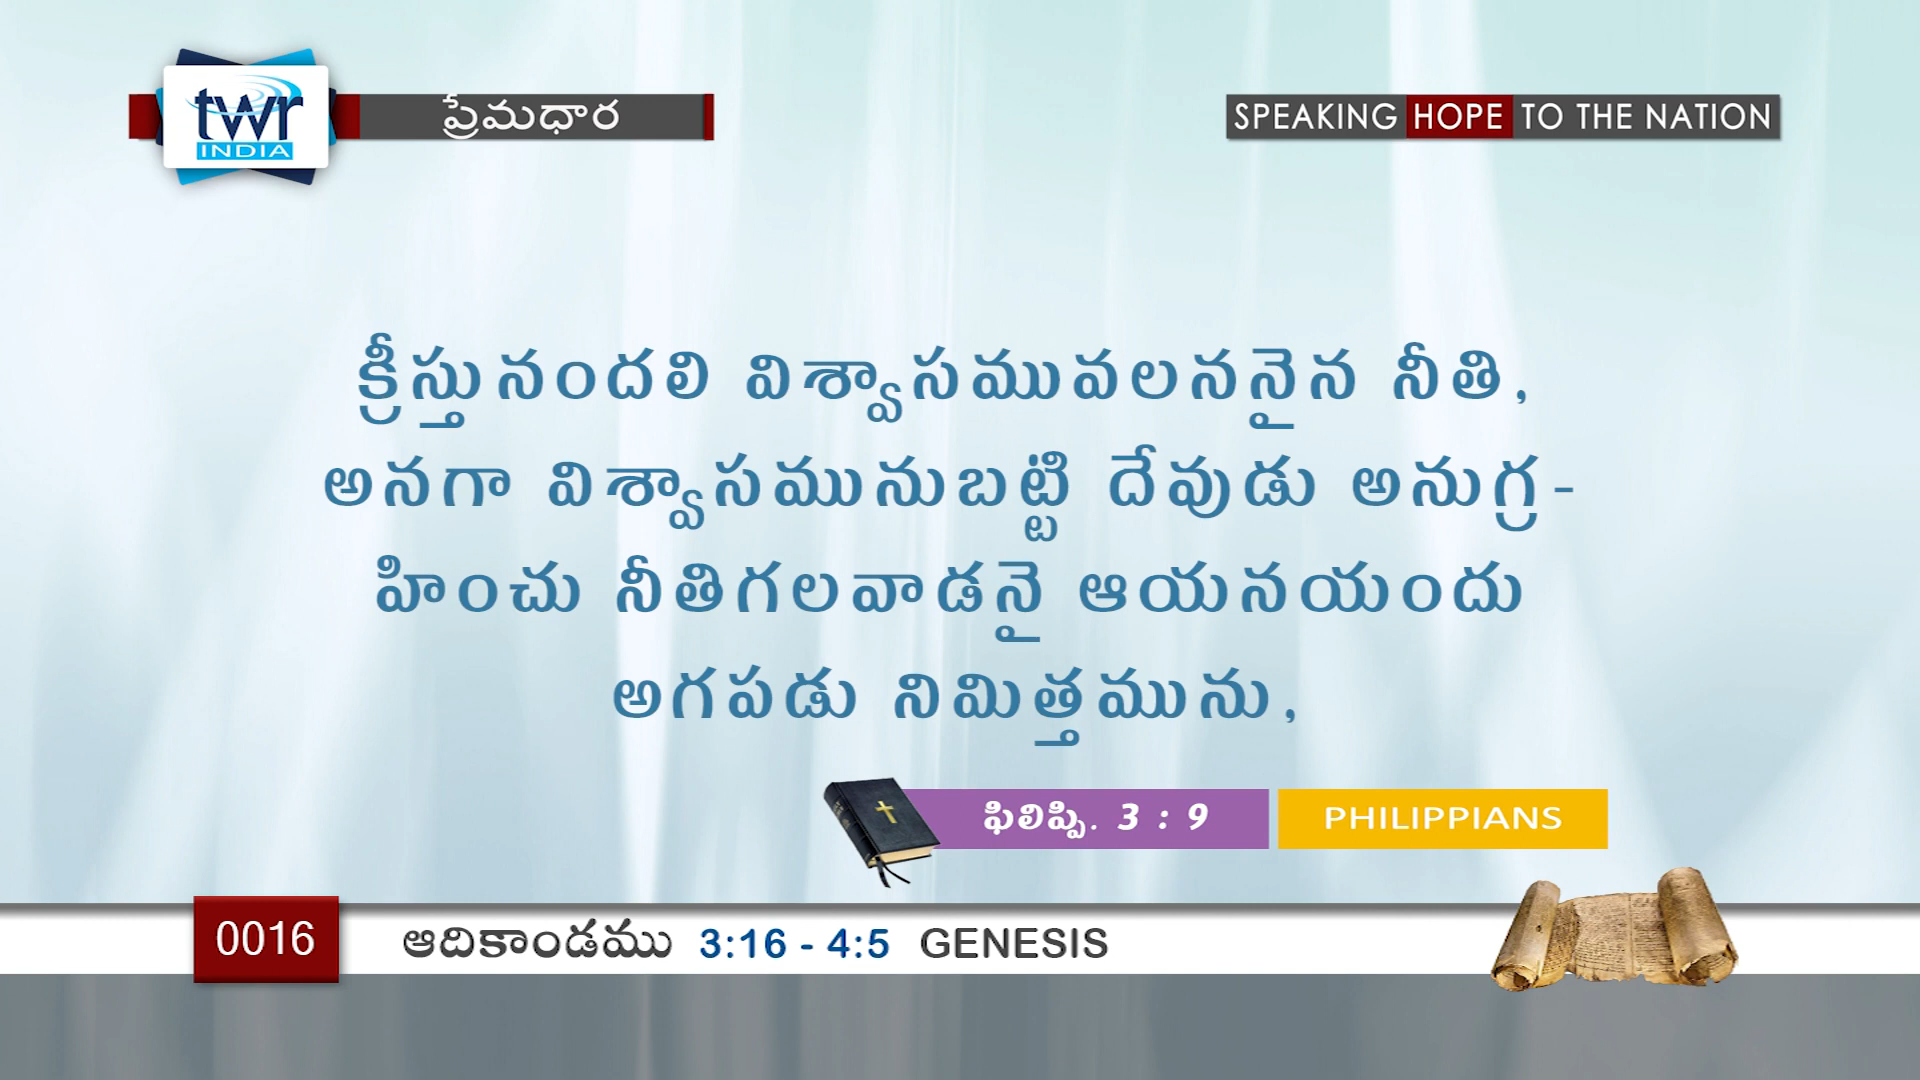 twr
INDIA
ప్రేమధార
SPEAKING HOPE TO THE NATION
క్రీస్తునందలి విశ్వాసమువలననైన నీతి,
అనగా విశ్వాసమునుబట్టి దేవుడు అనుగ్ర-
హించు నీతిగలవాడనై ఆయనయందు
అగపడు నిమిత్తమును,
ఫిలిప్పి. 3 : 9 PHILIPPIANS
0016 ఆదికాండము 3:16 - 4:5 GENESIS